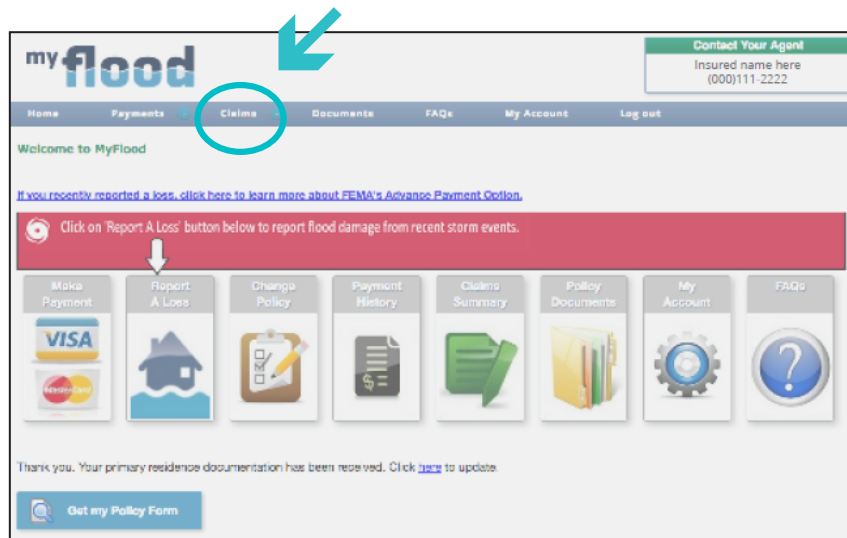 my flood
Contact Your Agent
Insured name here
(000)111-2222
Home Payments Claims Documents FAQs My Account Log out
Welcome to MyFlood
If you recently reported a loss, click here to learn more about FEMA's Advance Payment Option.
Click on 'Report A Loss' button below to report flood damage from recent storm events.
Make Payment
Report A Loss
Change Policy
Payment History
Claims Summary
Policy Documents
My Account
FAQs
VISA
MasterCard
Thank you. Your primary residence documentation has been received. Click here to update.
Get my Policy Form